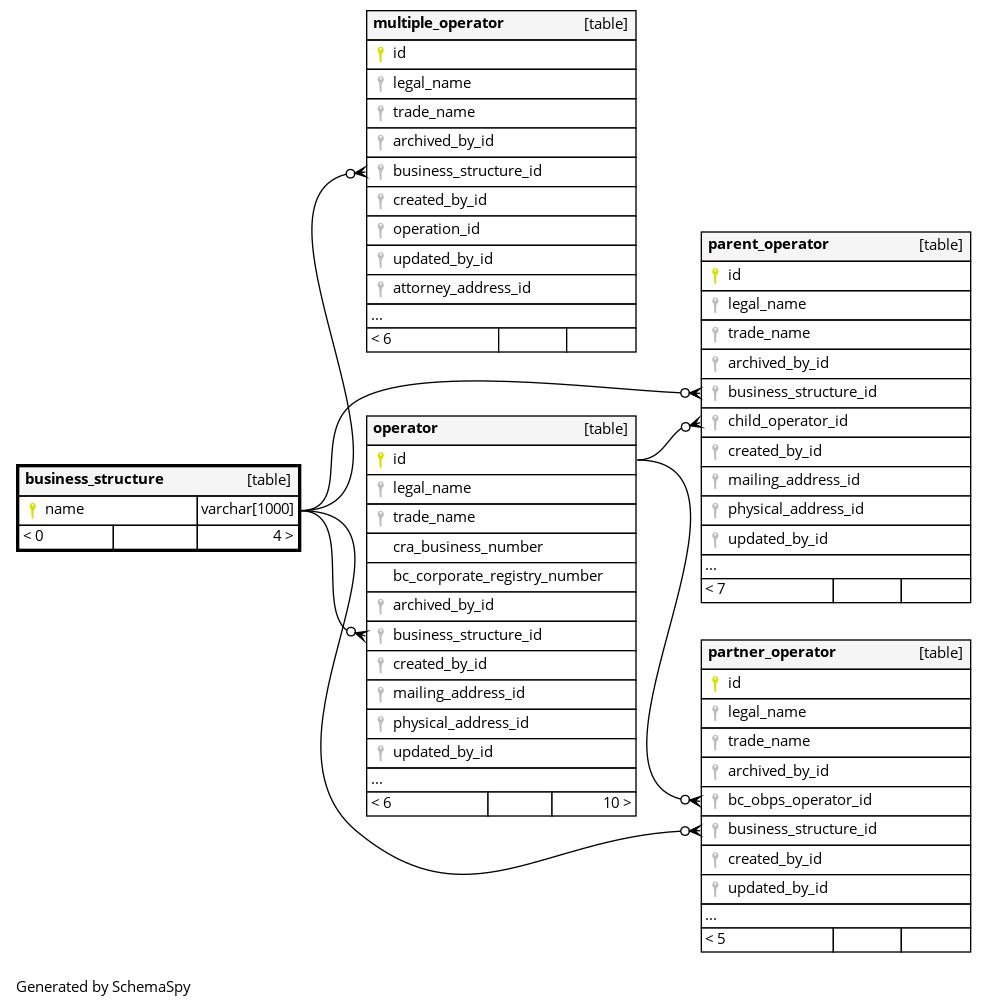 multiple_operator [table]
id
legal_name
trade_name
archived_by_id
business_structure_id
created_by_id
operation_id
updated_by_id
attorney_address_id
...
< 6
parent_operator [table]
id
legal_name
trade_name
archived_by_id
business_structure_id
child_operator_id
created_by_id
mailing_address_id
physical_address_id
updated_by_id
...
< 7
operator [table]
id
legal_name
trade_name
cra_business_number
bc_corporate_registry_number
archived_by_id
business_structure_id
created_by_id
mailing_address_id
physical_address_id
updated_by_id
...
< 6 10 >
business_structure [table]
name varchar[1000]
< 0 4 >
partner_operator [table]
id
legal_name
trade_name
archived_by_id
bc_obps_operator_id
business_structure_id
created_by_id
updated_by_id
...
< 5
Generated by SchemaSpy